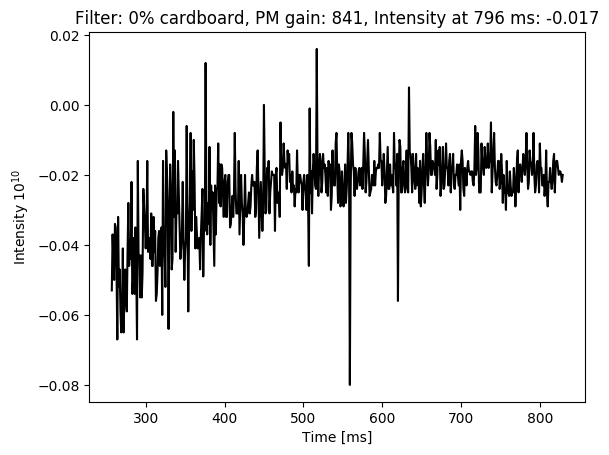 Filter: 0% cardboard, PM gain: 841, Intensity at 796 ms: -0.017
0.02
0.00
−0.02
−0.04
−0.06
−0.08
Intensity 10¹⁰
300 400 500 600 700 800
Time [ms]